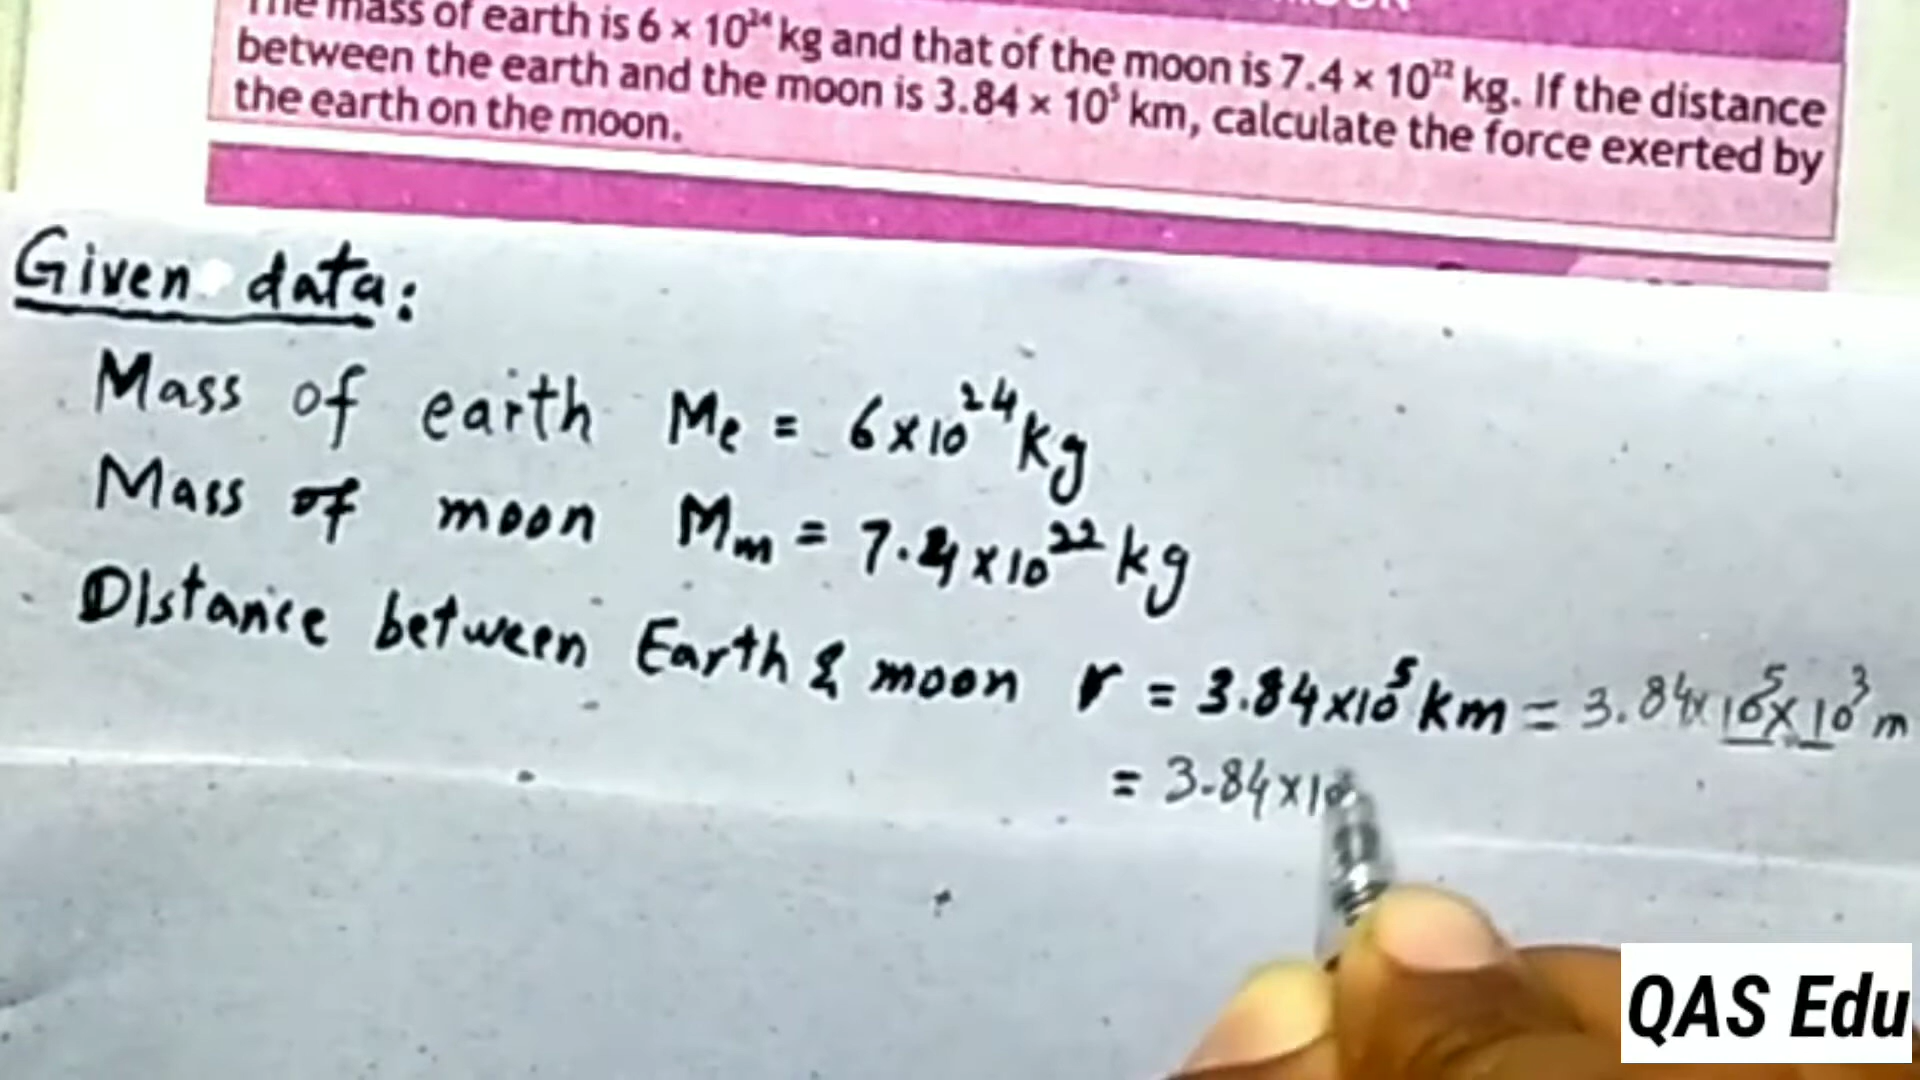 mass of earth is 6 × 10²⁴ kg and that of the moon is 7.4 × 10²² kg. If the distance
between the earth and the moon is 3.84 × 10⁵ km, calculate the force exerted by
the earth on the moon.
Given data:
Mass of earth Me = 6×10²⁴ kg
Mass of moon Mm = 7.4×10²² kg
Distance between Earth & moon r = 3.84×10⁵ km = 3.84×10⁵×10³ m
= 3.84×10
QAS Edu